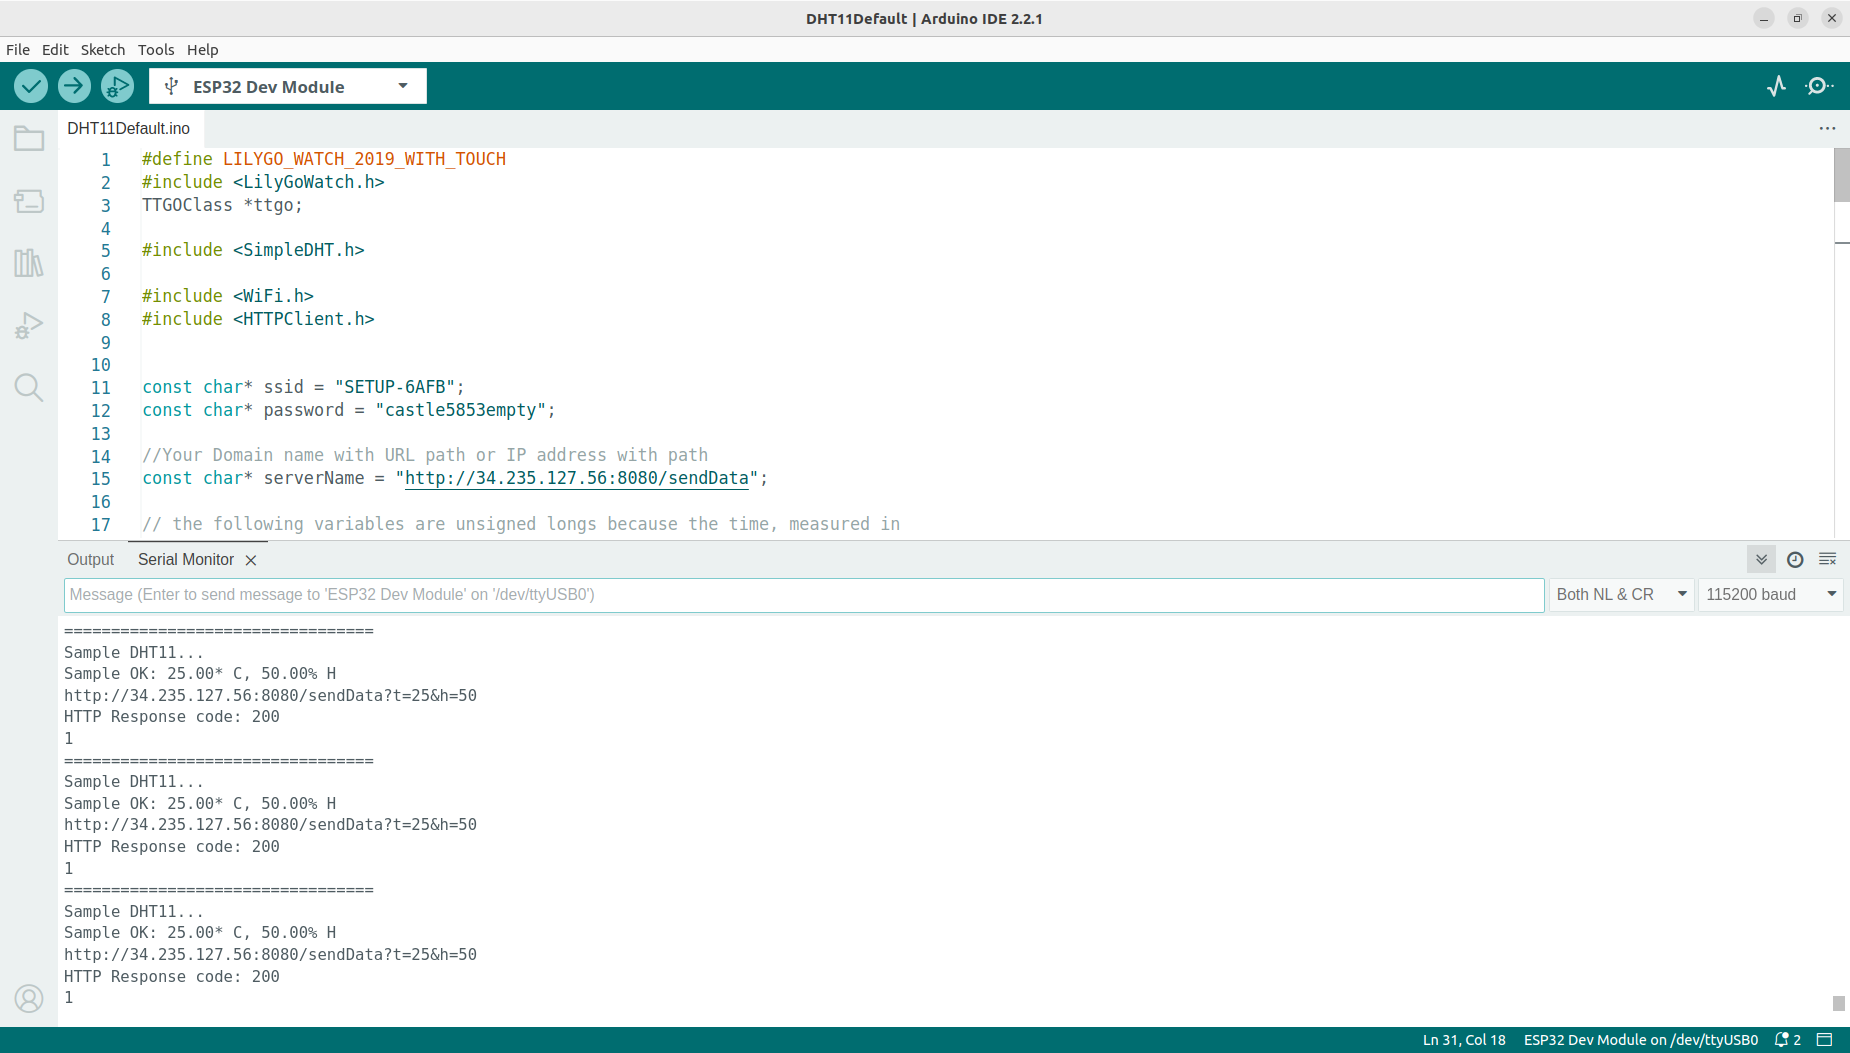 DHT11Default | Arduino IDE 2.2.1
File Edit Sketch Tools Help
ESP32 Dev Module
DHT11Default.ino
1 #define LILYGO_WATCH_2019_WITH_TOUCH
2 #include <LilyGoWatch.h>
3 TTGOClass *ttgo;
4
5 #include <SimpleDHT.h>
6
7 #include <WiFi.h>
8 #include <HTTPClient.h>
9
10
11 const char* ssid = "SETUP-6AFB";
12 const char* password = "castle5853empty";
13
14 //Your Domain name with URL path or IP address with path
15 const char* serverName = "http://34.235.127.56:8080/sendData";
16
17 // the following variables are unsigned longs because the time, measured in
Output Serial Monitor
Message (Enter to send message to 'ESP32 Dev Module' on '/dev/ttyUSB0') Both NL & CR 115200 baud
=================================
Sample DHT11...
Sample OK: 25.00* C, 50.00% H
http://34.235.127.56:8080/sendData?t=25&h=50
HTTP Response code: 200
1
=================================
Sample DHT11...
Sample OK: 25.00* C, 50.00% H
http://34.235.127.56:8080/sendData?t=25&h=50
HTTP Response code: 200
1
=================================
Sample DHT11...
Sample OK: 25.00* C, 50.00% H
http://34.235.127.56:8080/sendData?t=25&h=50
HTTP Response code: 200
1
Ln 31, Col 18 ESP32 Dev Module on /dev/ttyUSB0 2